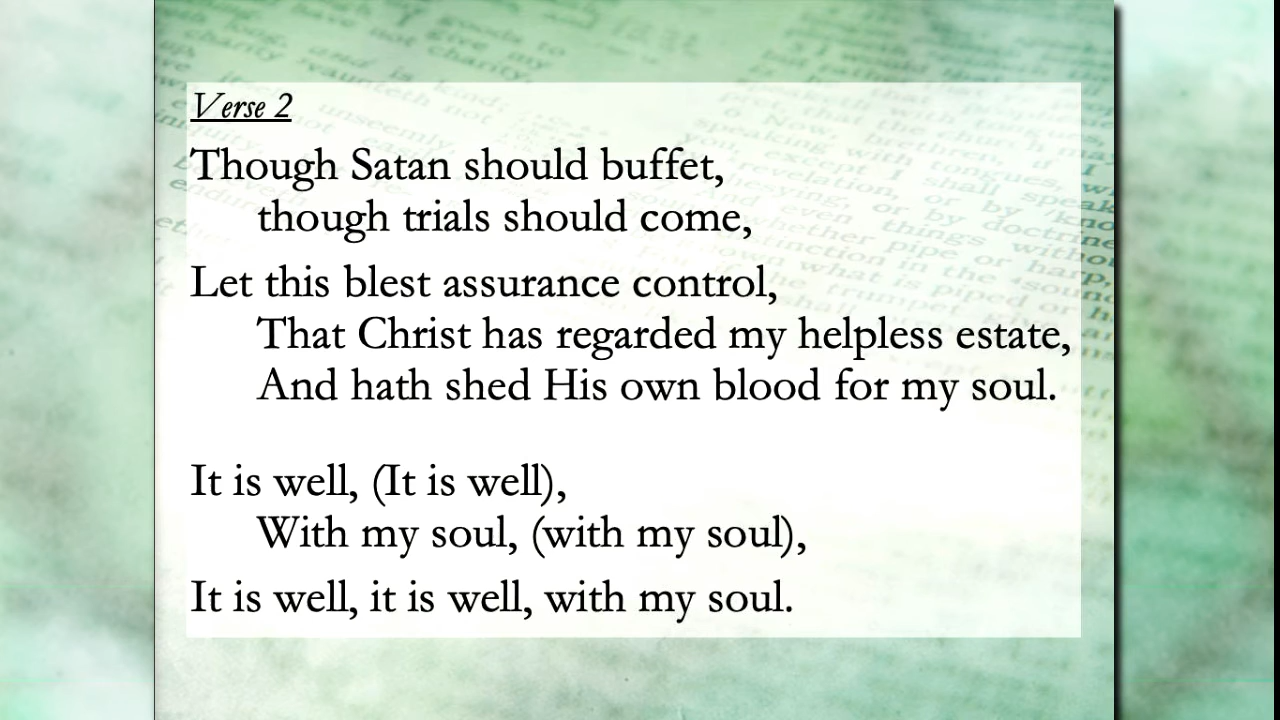 Verse 2
Though Satan should buffet,
though trials should come,
Let this blest assurance control,
That Christ has regarded my helpless estate,
And hath shed His own blood for my soul.
It is well, (It is well),
With my soul, (with my soul),
It is well, it is well, with my soul.